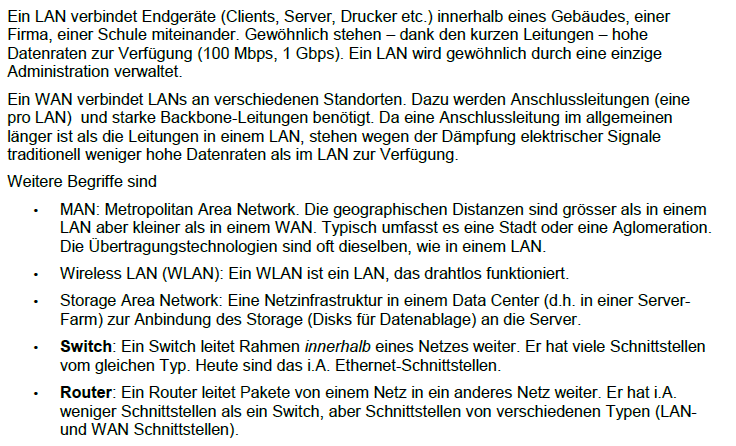 Ein LAN verbindet Endgeräte (Clients, Server, Drucker etc.) innerhalb eines Gebäudes, einer
Firma, einer Schule miteinander. Gewöhnlich stehen – dank den kurzen Leitungen – hohe
Datenraten zur Verfügung (100 Mbps, 1 Gbps). Ein LAN wird gewöhnlich durch eine einzige
Administration verwaltet.
Ein WAN verbindet LANs an verschiedenen Standorten. Dazu werden Anschlussleitungen (eine
pro LAN) und starke Backbone-Leitungen benötigt. Da eine Anschlussleitung im allgemeinen
länger ist als die Leitungen in einem LAN, stehen wegen der Dämpfung elektrischer Signale
traditionell weniger hohe Datenraten als im LAN zur Verfügung.
Weitere Begriffe sind
• MAN: Metropolitan Area Network. Die geographischen Distanzen sind grösser als in einem
LAN aber kleiner als in einem WAN. Typisch umfasst es eine Stadt oder eine Aglomeration.
Die Übertragungstechnologien sind oft dieselben, wie in einem LAN.
• Wireless LAN (WLAN): Ein WLAN ist ein LAN, das drahtlos funktioniert.
• Storage Area Network: Eine Netzinfrastruktur in einem Data Center (d.h. in einer Server-
Farm) zur Anbindung des Storage (Disks für Datenablage) an die Server.
• Switch: Ein Switch leitet Rahmen innerhalb eines Netzes weiter. Er hat viele Schnittstellen
vom gleichen Typ. Heute sind das i.A. Ethernet-Schnittstellen.
• Router: Ein Router leitet Pakete von einem Netz in ein anderes Netz weiter. Er hat i.A.
weniger Schnittstellen als ein Switch, aber Schnittstellen von verschiedenen Typen (LAN-
und WAN Schnittstellen).